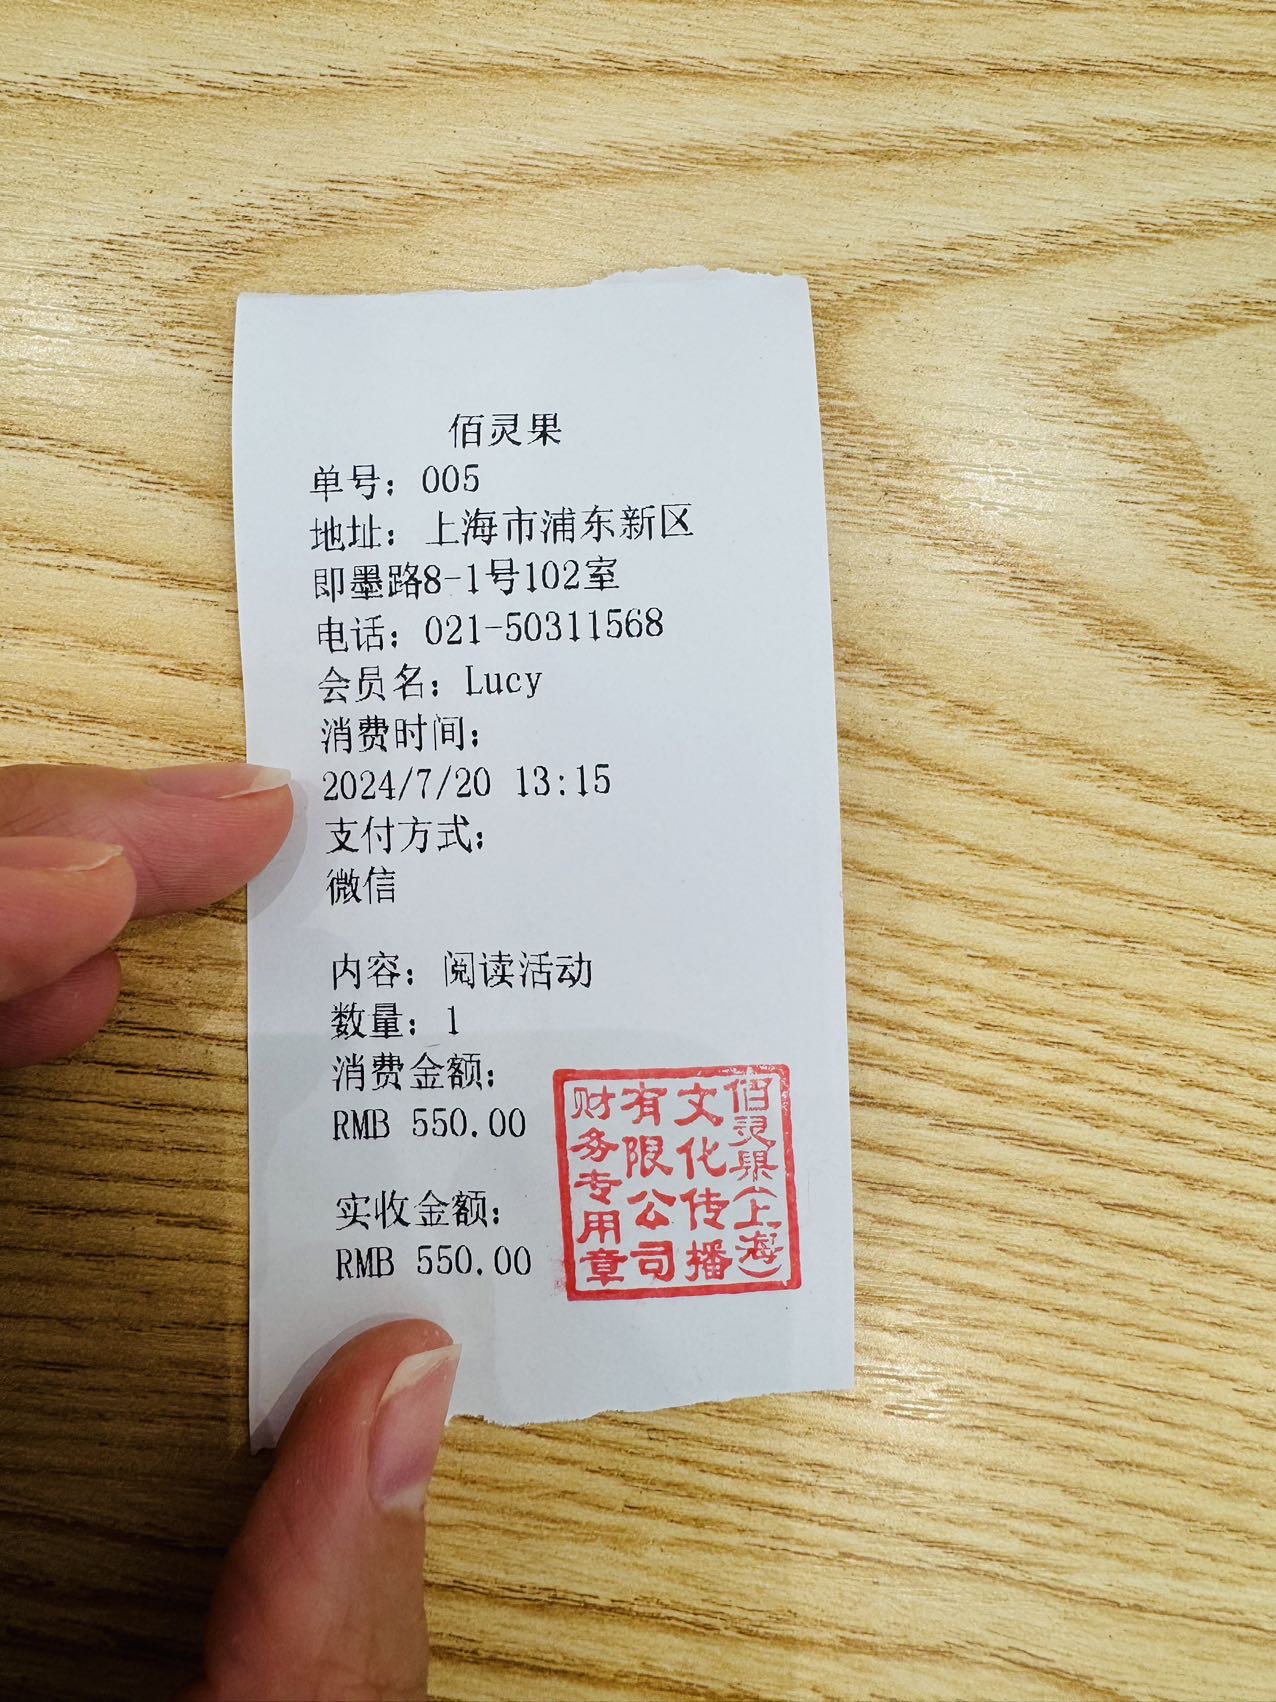 佰灵果
单号：005
地址：上海市浦东新区
即墨路8-1号102室
电话：021-50311568
会员名：Lucy
消费时间：
2024/7/20 13:15
支付方式：
微信
内容：阅读活动
数量：1
消费金额：
RMB 550.00
实收金额：
RMB 550.00
佰灵果(上海)
文化传播
有限公司
财务专用章